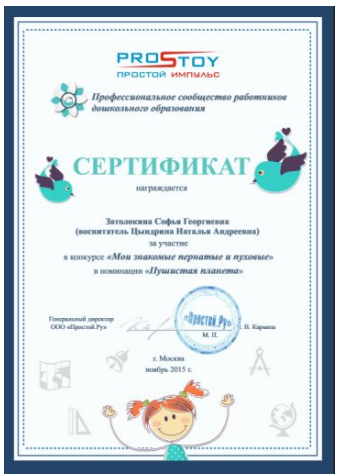 PROSTOY
ПРОСТОЙ ИМПУЛЬС
Профессиональное сообщество работников
дошкольного образования
СЕРТИФИКАТ
награждается
Затолокина Софья Георгиевна
(воспитатель Цындрина Наталья Андреевна)
за участие
в конкурсе «Мои знакомые пернатые и пуховые»
в номинации «Пушистая планета»
Генеральный директор
ООО «Простой.Ру»
«Простой.Ру»
М. П.
г. Москва
ноябрь 2015 г.